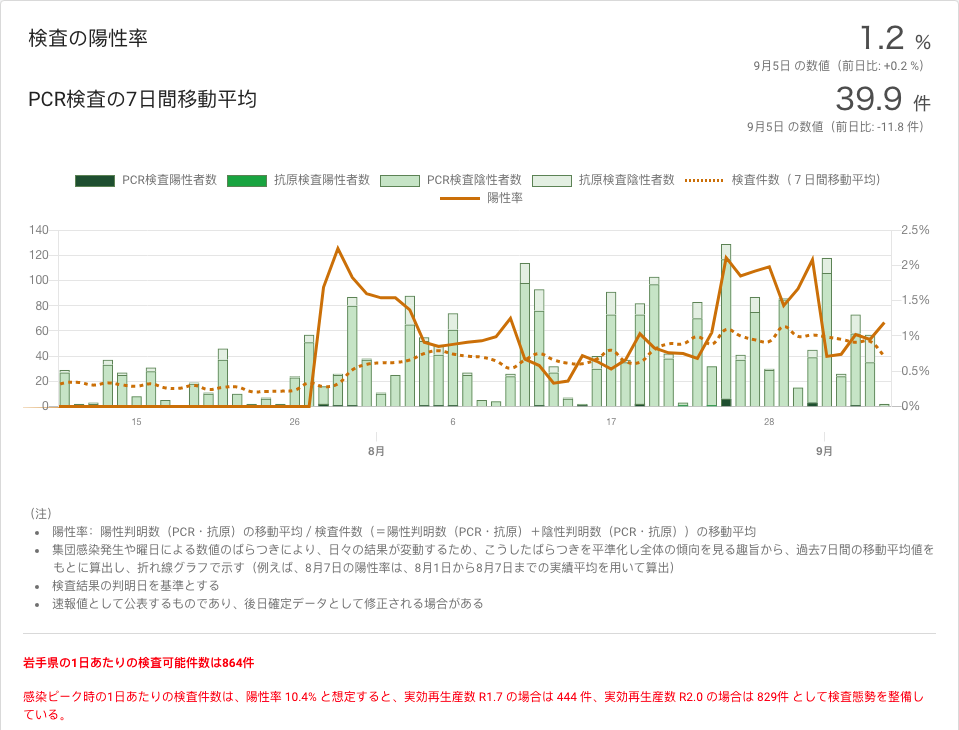 検査の陽性率
1.2 %
9月5日 の数値（前日比: +0.2 %）
PCR検査の7日間移動平均
39.9 件
9月5日 の数値（前日比: -11.8 件）
PCR検査陽性者数 抗原検査陽性者数 PCR検査陰性者数 抗原検査陰性者数 検査件数（７日間移動平均）
陽性率
140 2.5%
120 2%
100
80 1.5%
60 1%
40
20 0.5%
0 0%
15 26 6 17 28
8月 9月
（注）
• 陽性率：陽性判明数（PCR・抗原）の移動平均 / 検査件数（＝陽性判明数（PCR・抗原）＋陰性判明数（PCR・抗原））の移動平均
• 集団感染発生や曜日による数値のばらつきにより、日々の結果が変動するため、こうしたばらつきを平準化し全体の傾向を見る趣旨から、過去7日間の移動平均値を
もとに算出し、折れ線グラフで示す（例えば、8月7日の陽性率は、8月1日から8月7日までの実績平均を用いて算出）
• 検査結果の判明日を基準とする
• 速報値として公表するものであり、後日確定データとして修正される場合がある
岩手県の1日あたりの検査可能件数は864件
感染ピーク時の1日あたりの検査件数は、陽性率 10.4% と想定すると、実効再生産数 R1.7 の場合は 444 件、実効再生産数 R2.0 の場合は 829件 として検査態勢を整備し
ている。